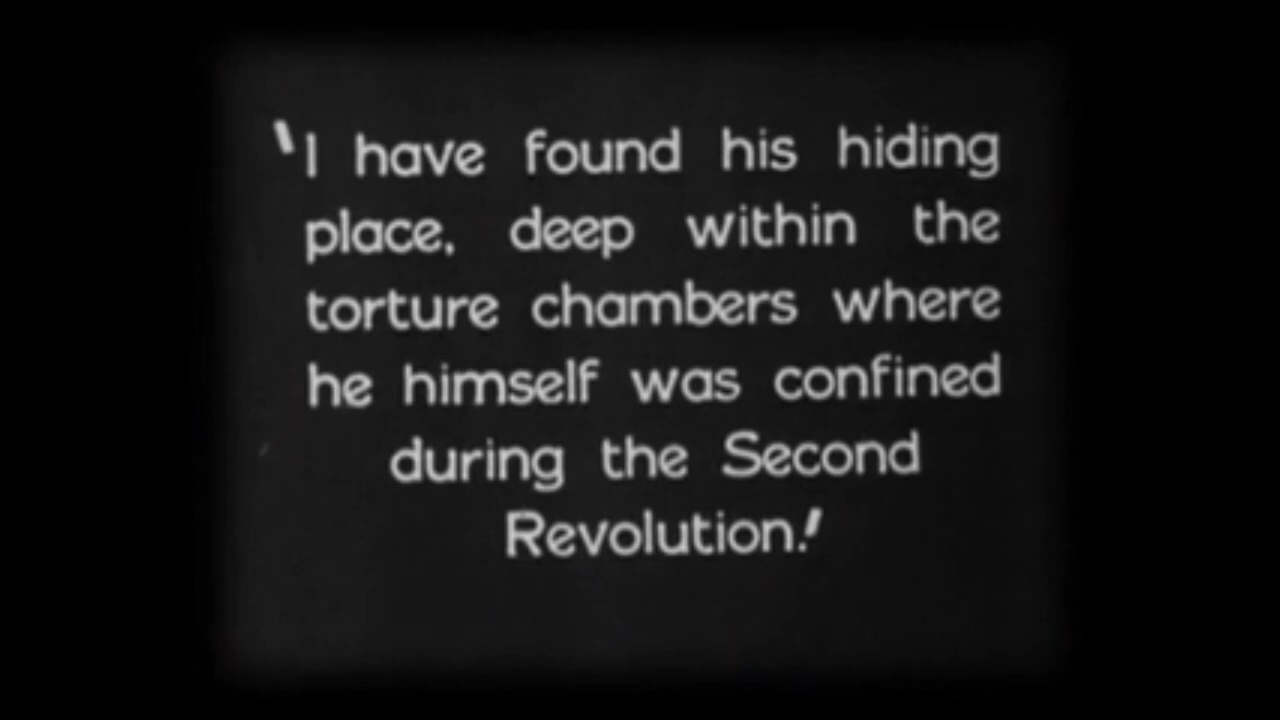 'I have found his hiding
place, deep within the
torture chambers where
he himself was confined
during the Second
Revolution.'